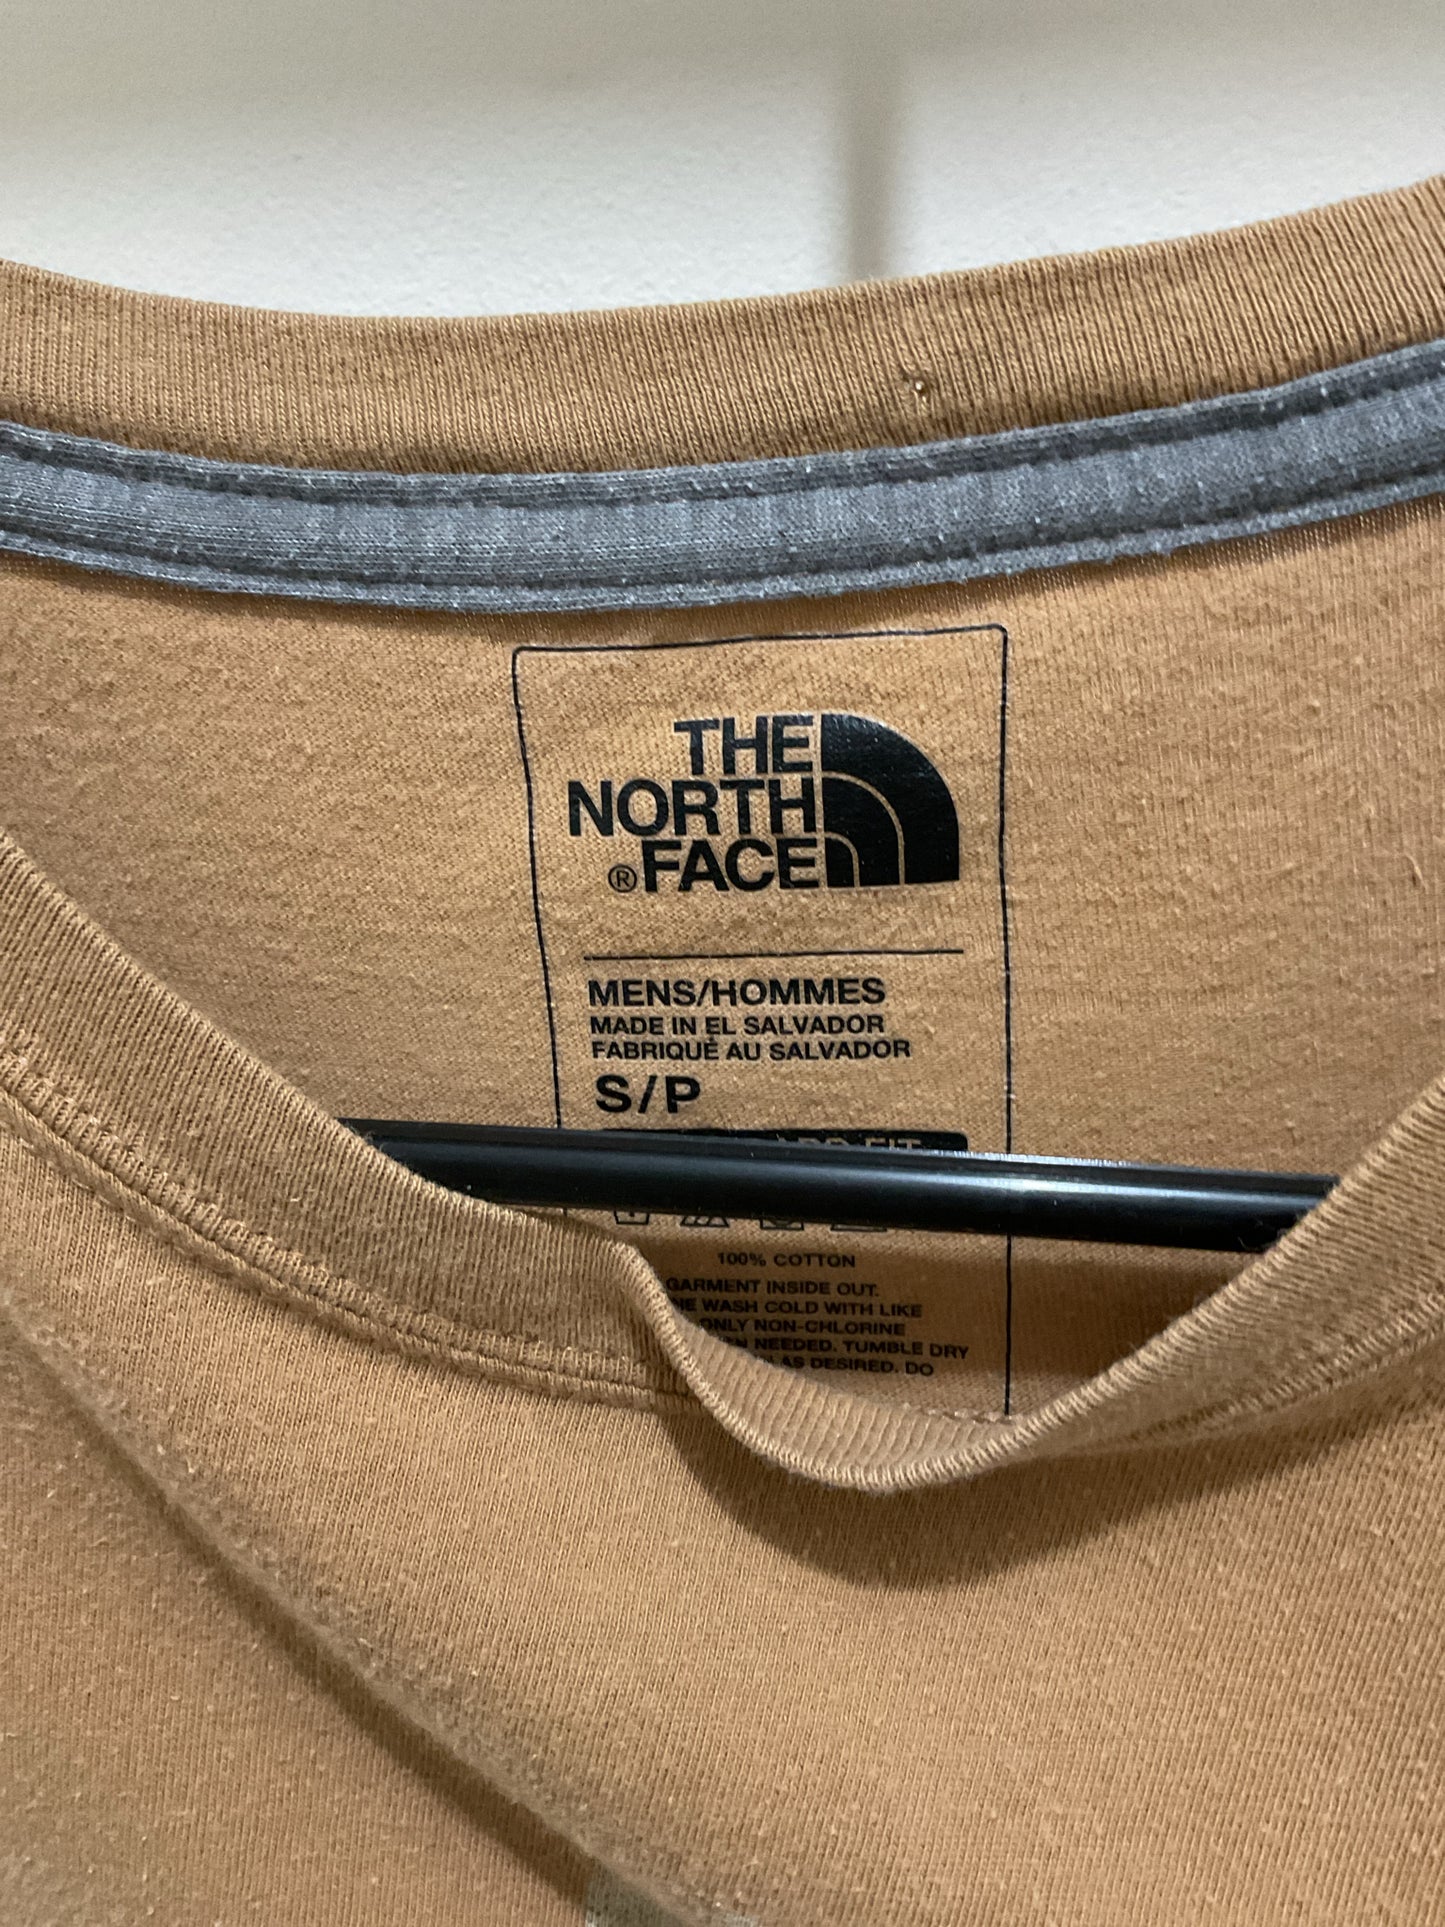 THE
NORTH
®FACE
MENS/HOMMES
MADE IN EL SALVADOR
FABRIQUÉ AU SALVADOR
S/P
FIT
100% COTTON
GARMENT INSIDE OUT.
WASH COLD WITH LIKE
ONLY NON-CHLORINE
NEEDED. TUMBLE DRY
AS DESIRED. DO